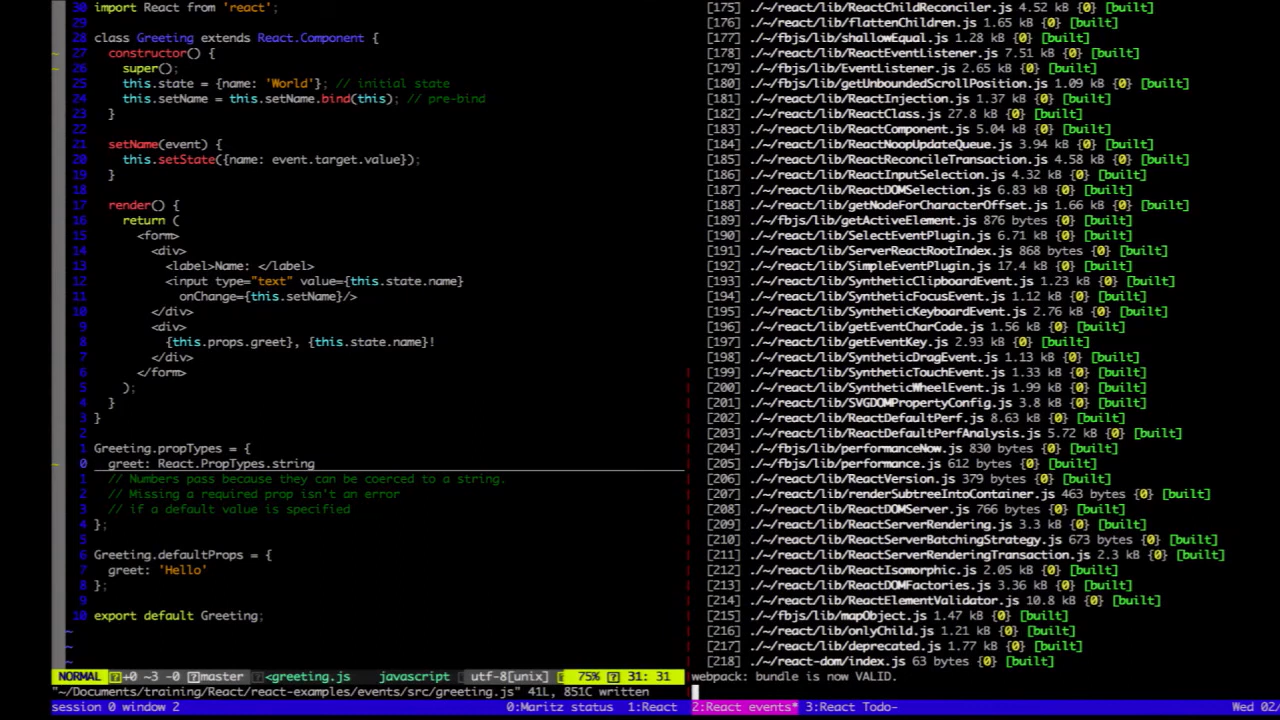 30 import React from 'react';
29
28 class Greeting extends React.Component {
27 constructor() {
26 super();
25 this.state = {name: 'World'}; // initial state
24 this.setName = this.setName.bind(this); // pre-bind
23 }
22
21 setName(event) {
20 this.setState({name: event.target.value});
19 }
18
17 render() {
16 return (
15 <form>
14 <div>
13 <label>Name: </label>
12 <input type="text" value={this.state.name}
11 onChange={this.setName}/>
10 </div>
9 <div>
8 {this.props.greet}, {this.state.name}!
7 </div>
6 </form>
5 );
4 }
3 }
2
1 Greeting.propTypes = {
0 greet: React.PropTypes.string
1 // Numbers pass because they can be coerced to a string.
2 // Missing a required prop isn't an error
3 // if a default value is specified
4 };
5
6 Greeting.defaultProps = {
7 greet: 'Hello'
8 };
9
10 export default Greeting;
~
~
~
NORMAL +0 ~3 -0 master <greeting.js javascript utf-8[unix] 75% 31: 31
"~/Documents/training/React/react-examples/events/src/greeting.js" 41L, 851C written
[175] ./~/react/lib/ReactChildReconciler.js 4.52 kB {0} [built]
[176] ./~/react/lib/flattenChildren.js 1.65 kB {0} [built]
[177] ./~/fbjs/lib/shallowEqual.js 1.28 kB {0} [built]
[178] ./~/react/lib/ReactEventListener.js 7.51 kB {0} [built]
[179] ./~/fbjs/lib/EventListener.js 2.65 kB {0} [built]
[180] ./~/fbjs/lib/getUnboundedScrollPosition.js 1.09 kB {0} [built]
[181] ./~/react/lib/ReactInjection.js 1.37 kB {0} [built]
[182] ./~/react/lib/ReactClass.js 27.8 kB {0} [built]
[183] ./~/react/lib/ReactComponent.js 5.04 kB {0} [built]
[184] ./~/react/lib/ReactNoopUpdateQueue.js 3.94 kB {0} [built]
[185] ./~/react/lib/ReactReconcileTransaction.js 4.58 kB {0} [built]
[186] ./~/react/lib/ReactInputSelection.js 4.32 kB {0} [built]
[187] ./~/react/lib/ReactDOMSelection.js 6.83 kB {0} [built]
[188] ./~/react/lib/getNodeForCharacterOffset.js 1.66 kB {0} [built]
[189] ./~/fbjs/lib/getActiveElement.js 876 bytes {0} [built]
[190] ./~/react/lib/SelectEventPlugin.js 6.71 kB {0} [built]
[191] ./~/react/lib/ServerReactRootIndex.js 868 bytes {0} [built]
[192] ./~/react/lib/SimpleEventPlugin.js 17.4 kB {0} [built]
[193] ./~/react/lib/SyntheticClipboardEvent.js 1.23 kB {0} [built]
[194] ./~/react/lib/SyntheticFocusEvent.js 1.12 kB {0} [built]
[195] ./~/react/lib/SyntheticKeyboardEvent.js 2.76 kB {0} [built]
[196] ./~/react/lib/getEventCharCode.js 1.56 kB {0} [built]
[197] ./~/react/lib/getEventKey.js 2.93 kB {0} [built]
[198] ./~/react/lib/SyntheticDragEvent.js 1.13 kB {0} [built]
[199] ./~/react/lib/SyntheticTouchEvent.js 1.33 kB {0} [built]
[200] ./~/react/lib/SyntheticWheelEvent.js 1.99 kB {0} [built]
[201] ./~/react/lib/SVGDOMPropertyConfig.js 3.8 kB {0} [built]
[202] ./~/react/lib/ReactDefaultPerf.js 8.63 kB {0} [built]
[203] ./~/react/lib/ReactDefaultPerfAnalysis.js 5.72 kB {0} [built]
[204] ./~/fbjs/lib/performanceNow.js 830 bytes {0} [built]
[205] ./~/fbjs/lib/performance.js 612 bytes {0} [built]
[206] ./~/react/lib/ReactVersion.js 379 bytes {0} [built]
[207] ./~/react/lib/renderSubtreeIntoContainer.js 463 bytes {0} [built]
[208] ./~/react/lib/ReactDOMServer.js 766 bytes {0} [built]
[209] ./~/react/lib/ReactServerRendering.js 3.3 kB {0} [built]
[210] ./~/react/lib/ReactServerBatchingStrategy.js 673 bytes {0} [built]
[211] ./~/react/lib/ReactServerRenderingTransaction.js 2.3 kB {0} [built]
[212] ./~/react/lib/ReactIsomorphic.js 2.05 kB {0} [built]
[213] ./~/react/lib/ReactDOMFactories.js 3.36 kB {0} [built]
[214] ./~/react/lib/ReactElementValidator.js 10.8 kB {0} [built]
[215] ./~/fbjs/lib/mapObject.js 1.47 kB {0} [built]
[216] ./~/react/lib/onlyChild.js 1.21 kB {0} [built]
[217] ./~/react/lib/deprecated.js 1.77 kB {0} [built]
[218] ./~/react-dom/index.js 63 bytes {0} [built]
webpack: bundle is now VALID.
session 0 window 2 0:Maritz status 1:React 2:React events* 3:React Todo- Wed 02/